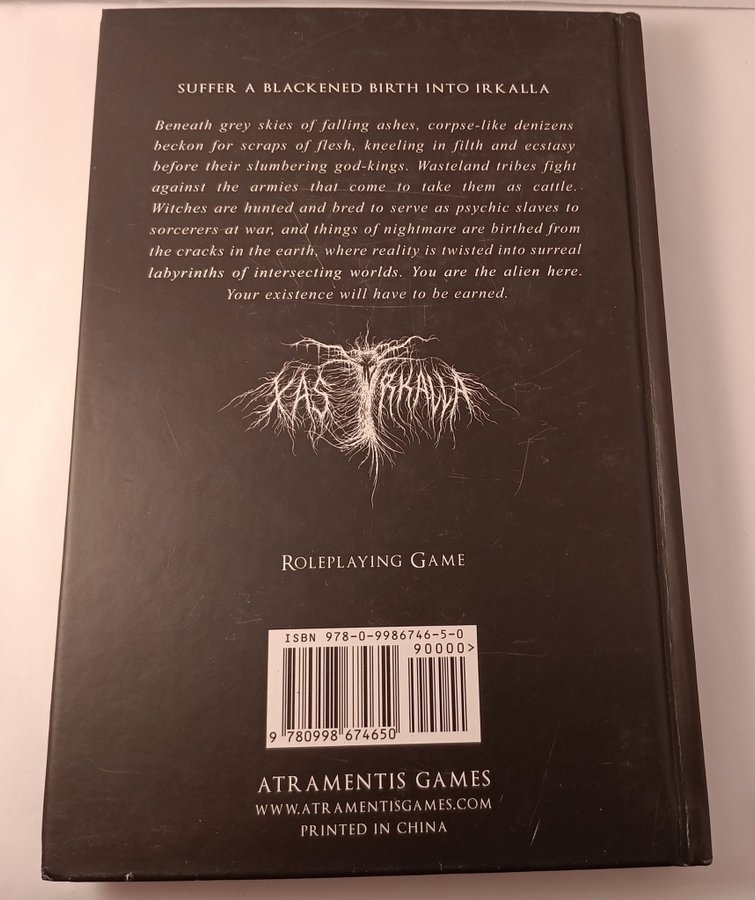 SUFFER A BLACKENED BIRTH INTO IRKALLA
Beneath grey skies of falling ashes, corpse-like denizens
beckon for scraps of flesh, kneeling in filth and ecstasy
before their slumbering god-kings. Wasteland tribes fight
against the armies that come to take them as cattle.
Witches are hunted and bred to serve as psychic slaves to
sorcerers at war, and things of nightmare are birthed from
the cracks in the earth, where reality is twisted into surreal
labyrinths of intersecting worlds. You are the alien here.
Your existence will have to be earned.
XAS IRKALLA
ROLEPLAYING GAME
ISBN 978-0-9986746-5-0
90000>
9 780998 674650
ATRAMENTIS GAMES
WWW.ATRAMENTISGAMES.COM
PRINTED IN CHINA